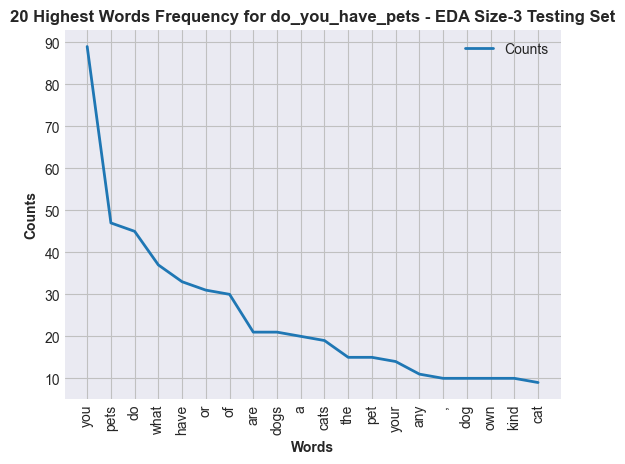 20 Highest Words Frequency for do_you_have_pets - EDA Size-3 Testing Set
Counts
90
80
70
60
50
40
30
20
10
Counts
you
pets
do
what
have
or
of
are
dogs
a
cats
the
pet
your
any
,
dog
own
kind
cat
Words